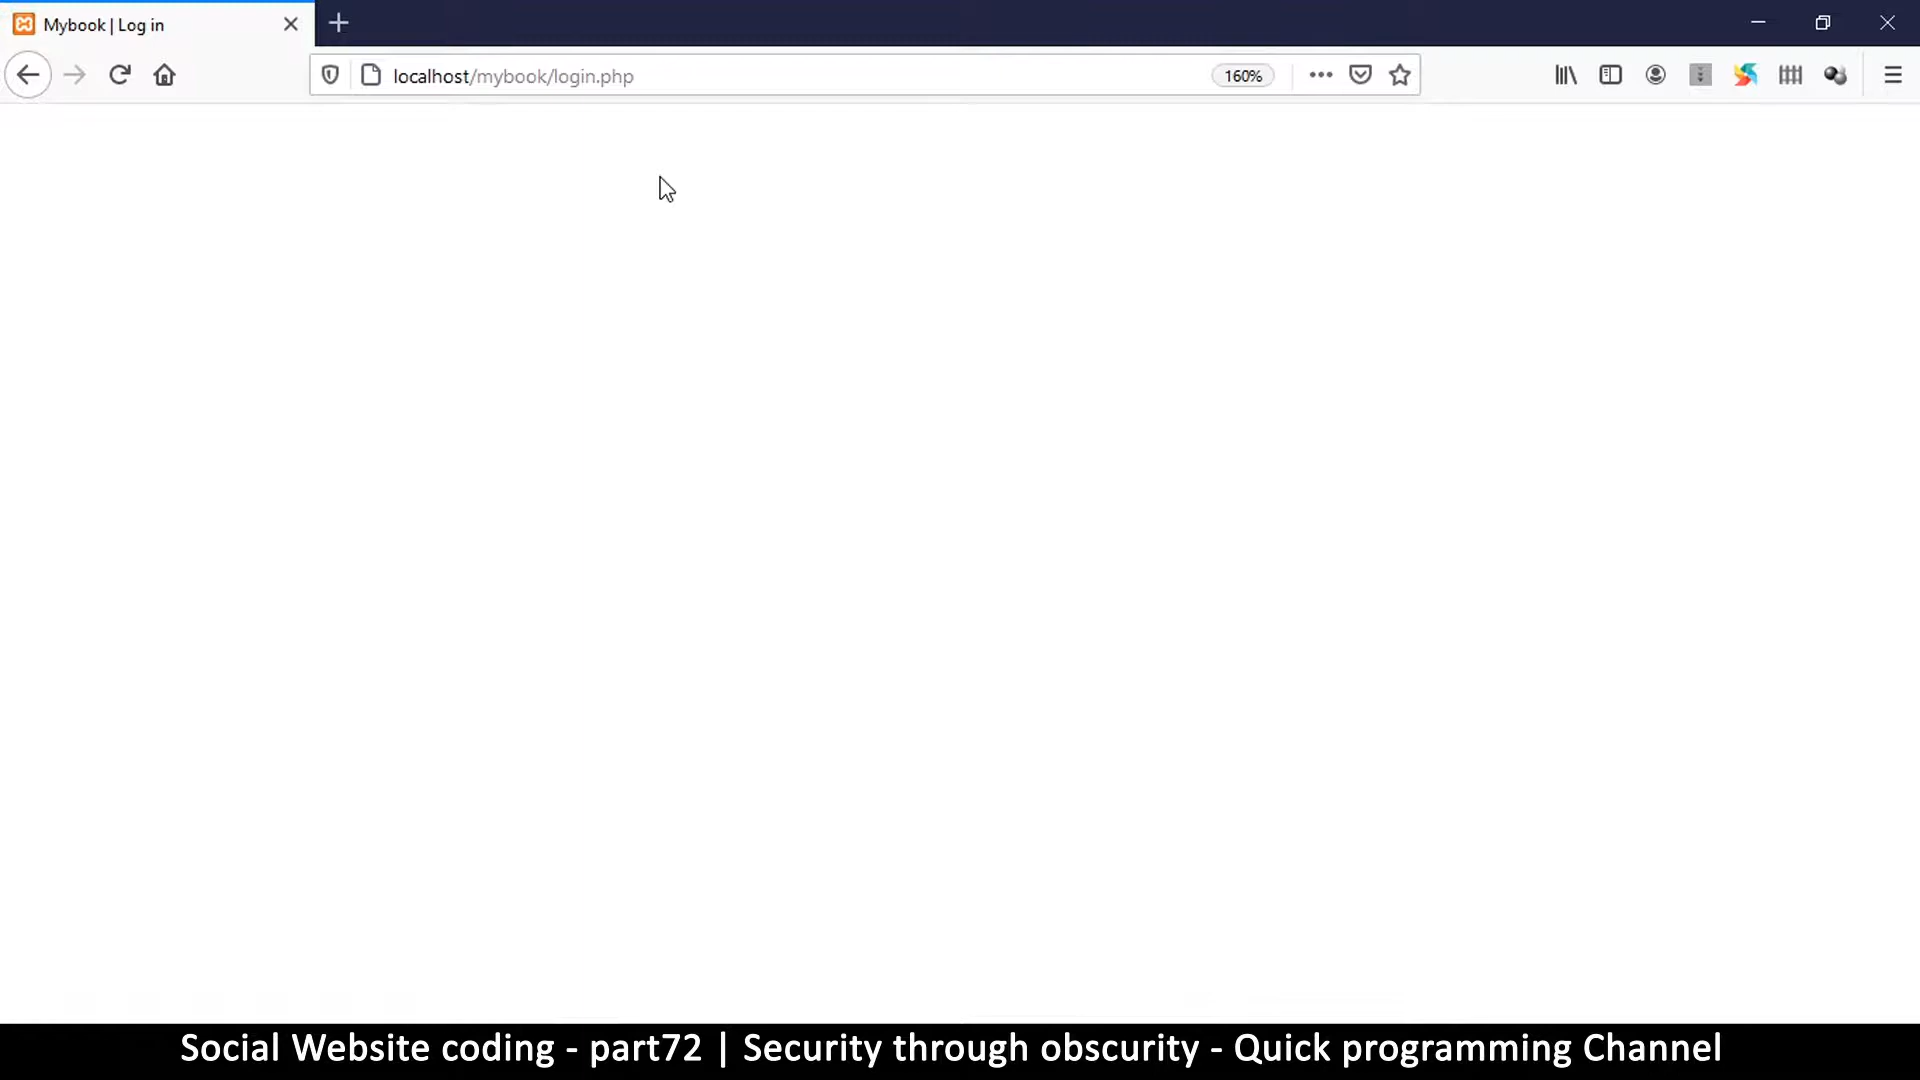 Mybook | Log in
localhost/mybook/login.php
160%
Social Website coding - part72 | Security through obscurity - Quick programming Channel